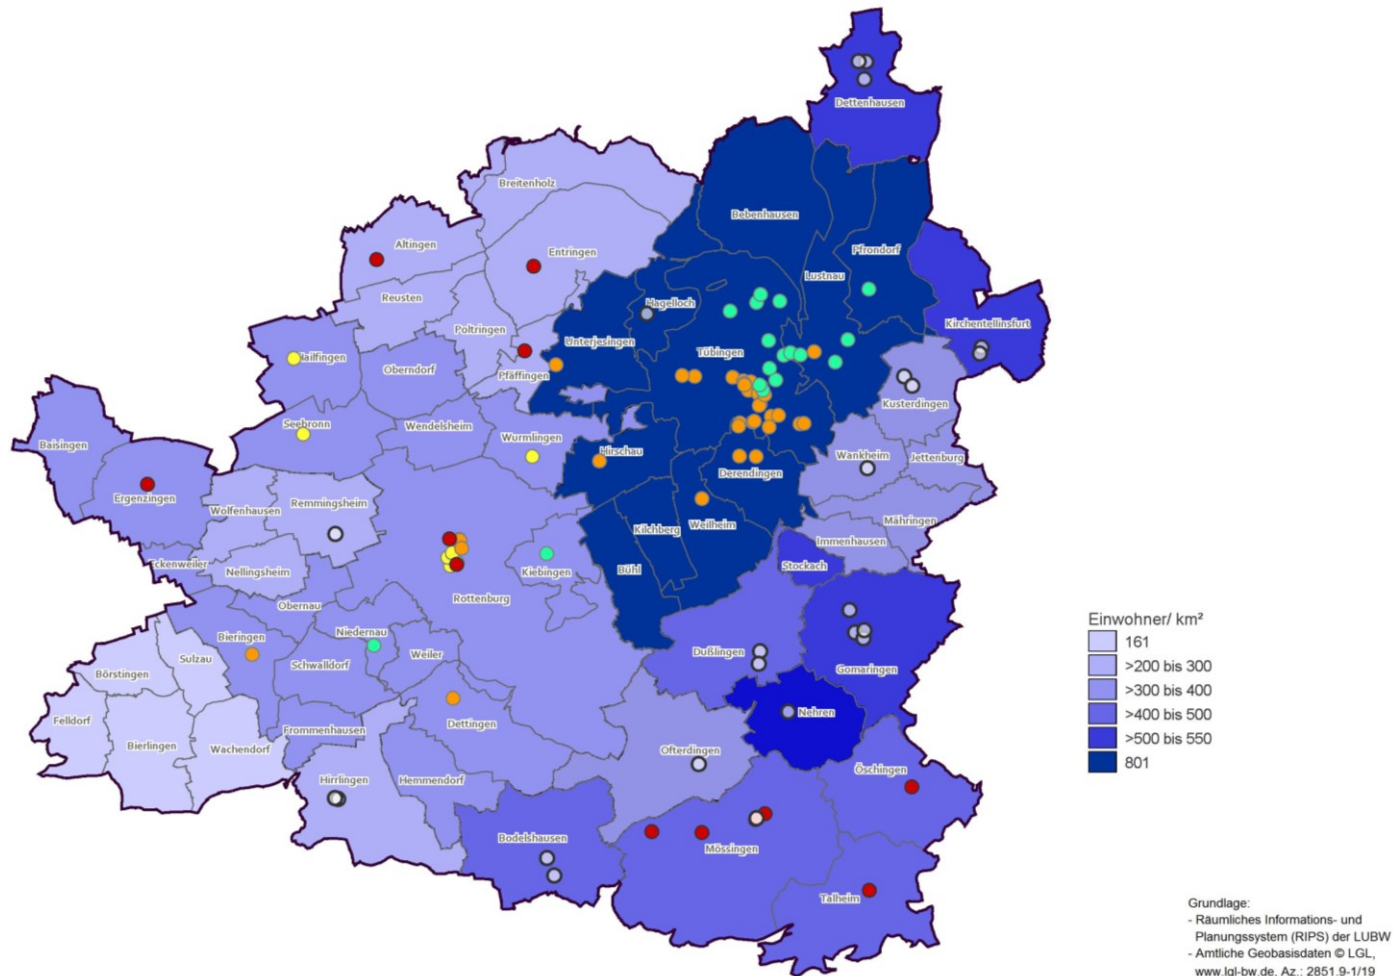 Dettenhausen
Breitenholz
Bebenhausen
Altingen
Entringen
Pfrondorf
Lustnau
Reusten
Hagelloch
Poltringen
Kirchentellinsfurt
Unterjesingen
Tübingen
Hailfingen
Oberndorf
Pfäffingen
Kusterdingen
Seebronn
Wendelsheim
Wurmlingen
Baisingen
Hirschau
Wankheim
Jettenburg
Derendingen
Ergenzingen
Remmingsheim
Wolfenhausen
Mähringen
Weilheim
Kilchberg
Immenhausen
Eckenweiler
Nellingsheim
Kiebingen
Bühl
Stockach
Rottenburg
Obernau
Niedernau
Bieringen
Dußlingen
Weiler
Sulzau
Schwalldorf
Gomaringen
Börstingen
Nehren
Felldorf
Dettingen
Frommenhausen
Bierlingen
Wachendorf
Ofterdingen
Öschingen
Hirrlingen
Hemmendorf
Bodelshausen
Mössingen
Talheim
Einwohner/ km²
161
>200 bis 300
>300 bis 400
>400 bis 500
>500 bis 550
801
Grundlage:
- Räumliches Informations- und
Planungssystem (RIPS) der LUBW
- Amtliche Geobasisdaten © LGL,
www.lgl-bw.de, Az.: 2851.9-1/19